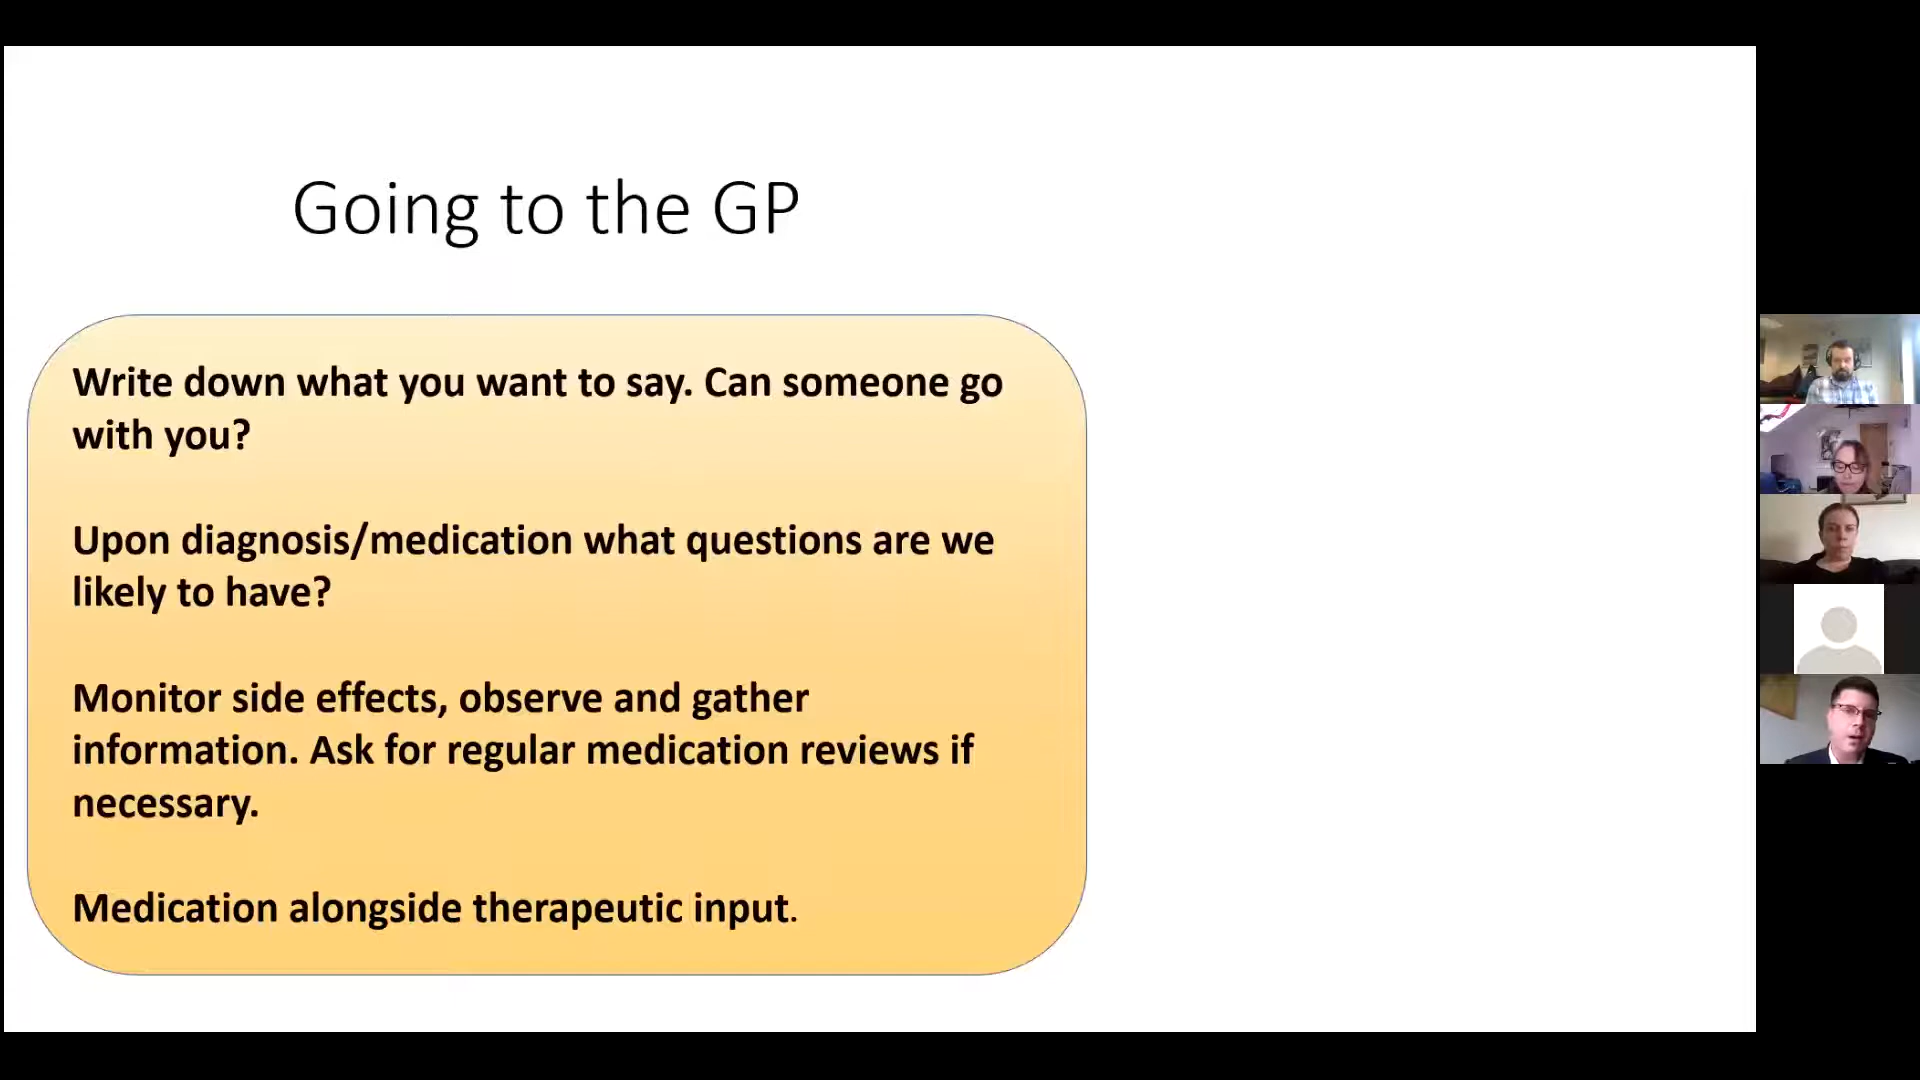 Going to the GP
Write down what you want to say. Can someone go
with you?
Upon diagnosis/medication what questions are we
likely to have?
Monitor side effects, observe and gather
information. Ask for regular medication reviews if
necessary.
Medication alongside therapeutic input.